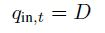 q_{in,t} = D